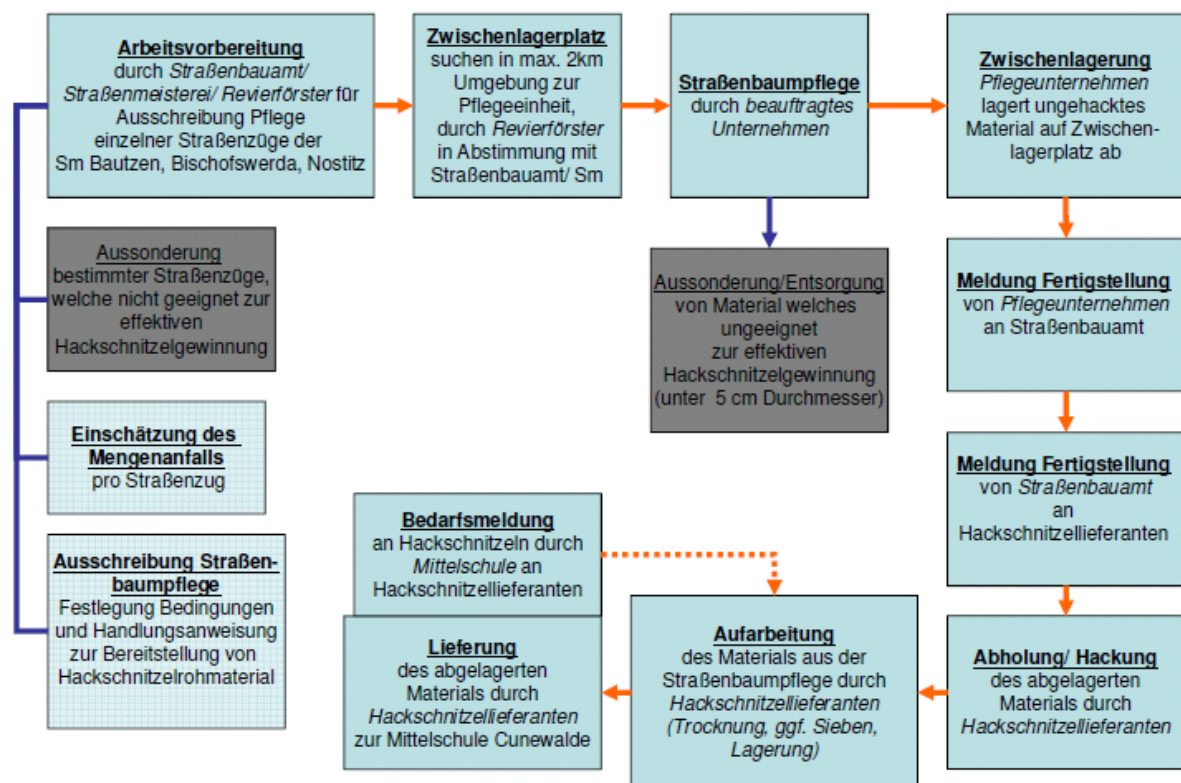 Arbeitsvorbereitung
durch Straßenbauamt/
Straßenmeisterei/ Revierförster für
Ausschreibung Pflege
einzelner Straßenzüge der
Sm Bautzen, Bischofswerda, Nostitz
Zwischenlagerplatz
suchen in max. 2km
Umgebung zur
Pflegeeinheit,
durch Revierförster
in Abstimmung mit
Straßenbauamt/ Sm
Straßenbaumpflege
durch beauftragtes
Unternehmen
Zwischenlagerung
Pflegeunternehmen
lagert ungehacktes
Material auf Zwischen-
lagerplatz ab
Aussonderung
bestimmter Straßenzüge,
welche nicht geeignet zur
effektiven
Hackschnitzelgewinnung
Aussonderung/Entsorgung
von Material welches
ungeeignet
zur effektiven
Hackschnitzelgewinnung
(unter 5 cm Durchmesser)
Meldung Fertigstellung
von Pflegeunternehmen
an Straßenbauamt
Einschätzung des
Mengenanfalls
pro Straßenzug
Meldung Fertigstellung
von Straßenbauamt
an
Hackschnitzellieferanten
Ausschreibung Straßen-
baumpflege
Festlegung Bedingungen
und Handlungsanweisung
zur Bereitstellung von
Hackschnitzelrohmaterial
Bedarfsmeldung
an Hackschnitzeln durch
Mittelschule an
Hackschnitzellieferanten
Lieferung
des abgelagerten
Materials durch
Hackschnitzellieferanten
zur Mittelschule Cunewalde
Aufarbeitung
des Materials aus der
Straßenbaumpflege durch
Hackschnitzellieferanten
(Trocknung, ggf. Sieben,
Lagerung)
Abholung/ Hackung
des abgelagerten
Materials durch
Hackschnitzellieferanten